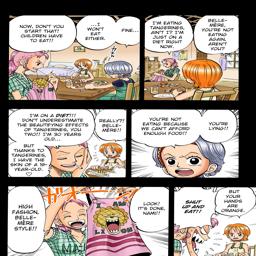 BELLE-
MÈRE!!
YOU'RE
NOT EATING
AGAIN,
AREN'T
YOU?
I'M EATING
TANGERINES,
AIN'T I? I'M
JUST ON A
DIET RIGHT
NOW.
FINE...
I
WON'T
EAT
EITHER.
NOW, DON'T YOU
START THAT!
CHILDREN HAVE
TO EAT!!
YOU'RE
LYING!!
YOU'RE NOT
EATING BECAUSE
WE CAN'T AFFORD
ENOUGH FOOD!!
REALLY?!
BELLE-
MÈRE!!
I'M ON A DIET!!!
DON'T
UNDERESTIMATE
THE BEAUTIFYING EFFECTS
OF TANGERINES,
YOU TWO! I'M 30 YEARS
OLD...
BUT
THANKS TO
TANGERINES,
I HAVE THE
SKIN OF A
10-YEAR-
OLD.
BUT
YOUR
HANDS
ARE
ORANGE.
SHUT
UP AND
EAT!!
LOOK!
IT'S
DONE,
NAMI!!
HIGH
FASHION,
BELLE-
MÈRE
STYLE!!